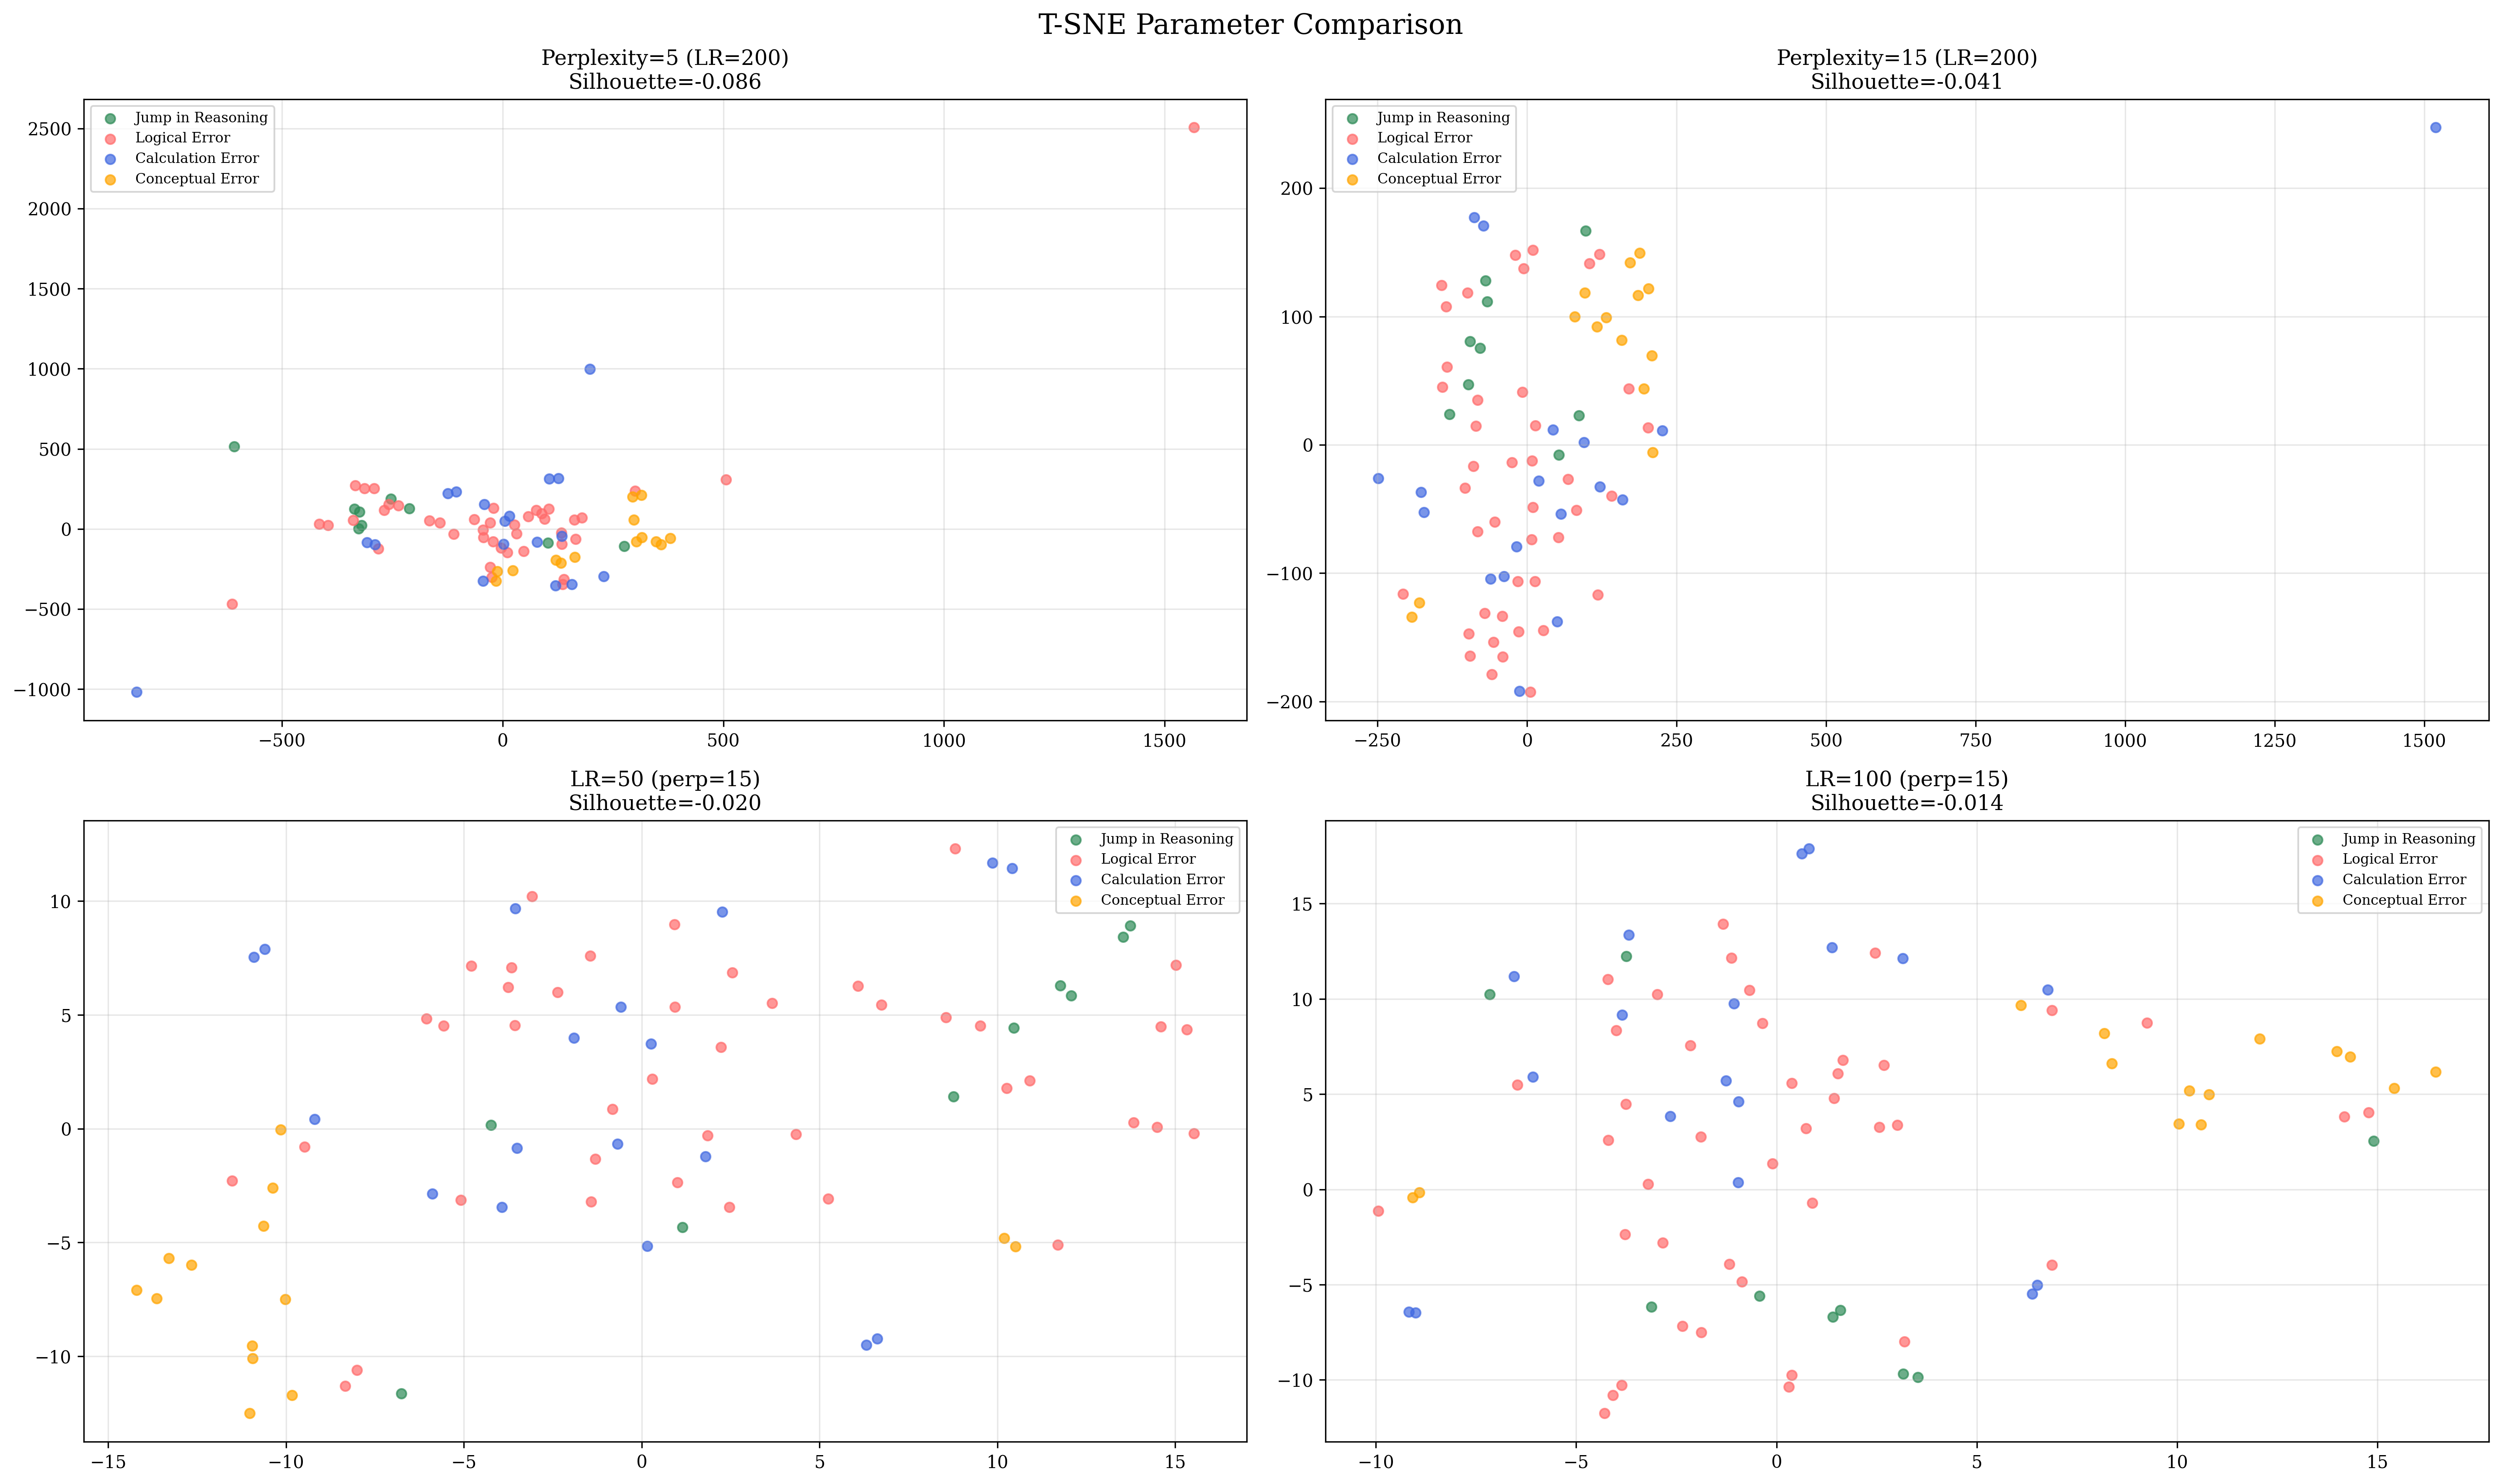 T-SNE Parameter Comparison
Perplexity=5 (LR=200)
Silhouette=-0.086
Jump in Reasoning
Logical Error
Calculation Error
Conceptual Error
2500
2000
1500
1000
500
0
−500
−1000
−500
0
500
1000
1500
Perplexity=15 (LR=200)
Silhouette=-0.041
Jump in Reasoning
Logical Error
Calculation Error
Conceptual Error
200
100
0
−100
−200
−250
0
250
500
750
1000
1250
1500
LR=50 (perp=15)
Silhouette=-0.020
Jump in Reasoning
Logical Error
Calculation Error
Conceptual Error
10
5
0
−5
−10
−15
−10
−5
0
5
10
15
LR=100 (perp=15)
Silhouette=-0.014
Jump in Reasoning
Logical Error
Calculation Error
Conceptual Error
15
10
5
0
−5
−10
−10
−5
0
5
10
15